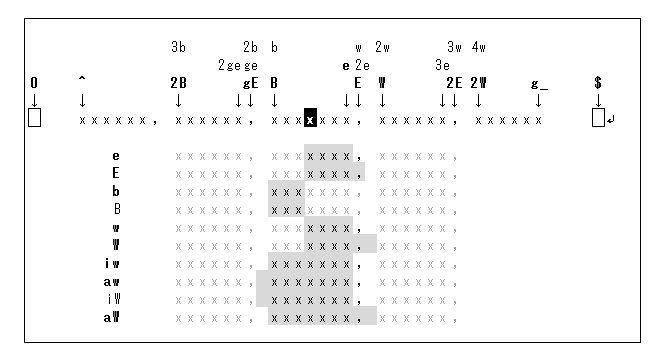 3b 2b b w 2w 3w 4w
2ge ge e 2e 3e
0 ^ 2B gE B E W 2E 2W g_ $
↓ ↓ ↓ ↓ ↓ ↓ ↓ ↓ ↓ ↓ ↓ ↓
xxxxxx, xxxxxx, xxxxxxx, xxxxxx, xxxxxx ↲
e xxxxxx, xxxxxxx, xxxxxx,
E xxxxxx, xxxxxxx, xxxxxx,
b xxxxxx, xxxxxxx, xxxxxx,
B xxxxxx, xxxxxxx, xxxxxx,
w xxxxxx, xxxxxxx, xxxxxx,
W xxxxxx, xxxxxxx, xxxxxx,
iw xxxxxx, xxxxxxx, xxxxxx,
aw xxxxxx, xxxxxxx, xxxxxx,
iW xxxxxx, xxxxxxx, xxxxxx,
aW xxxxxx, xxxxxxx, xxxxxx,